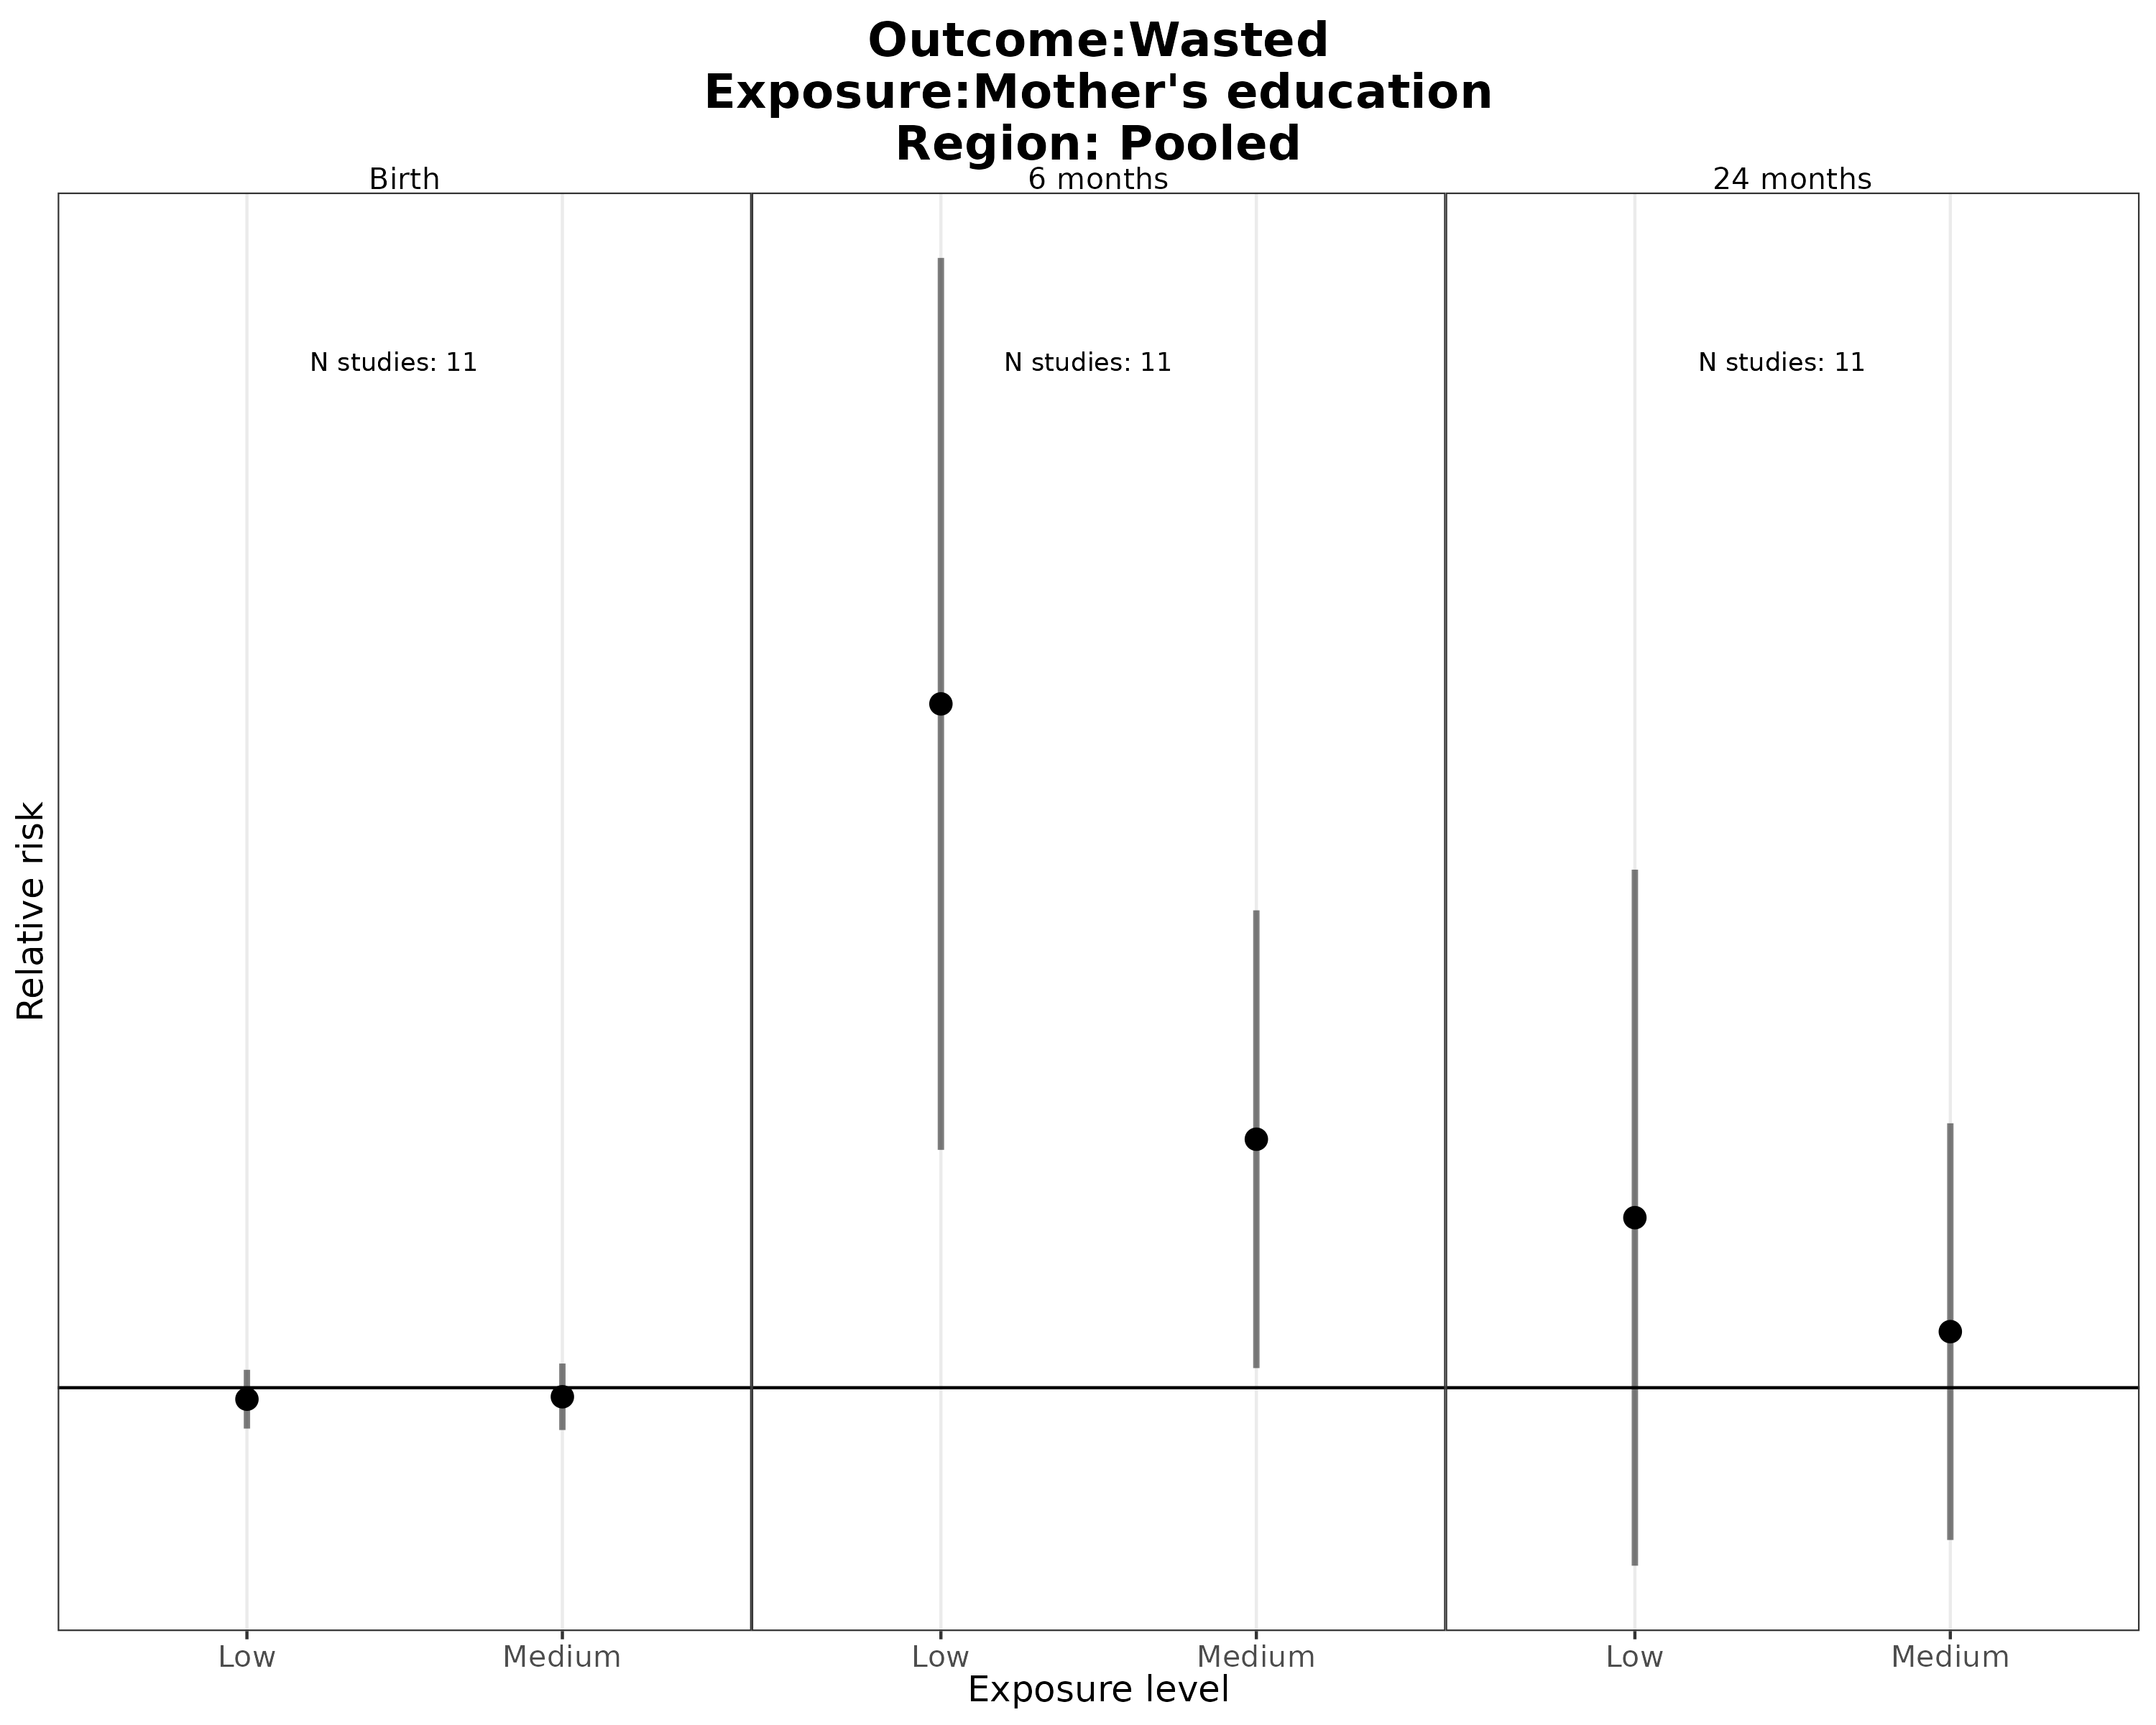 Outcome:Wasted
Exposure:Mother's education
Region: Pooled
Birth
6 months
24 months
N studies: 11
N studies: 11
N studies: 11
Relative risk
Low
Medium
Low
Medium
Low
Medium
Exposure level